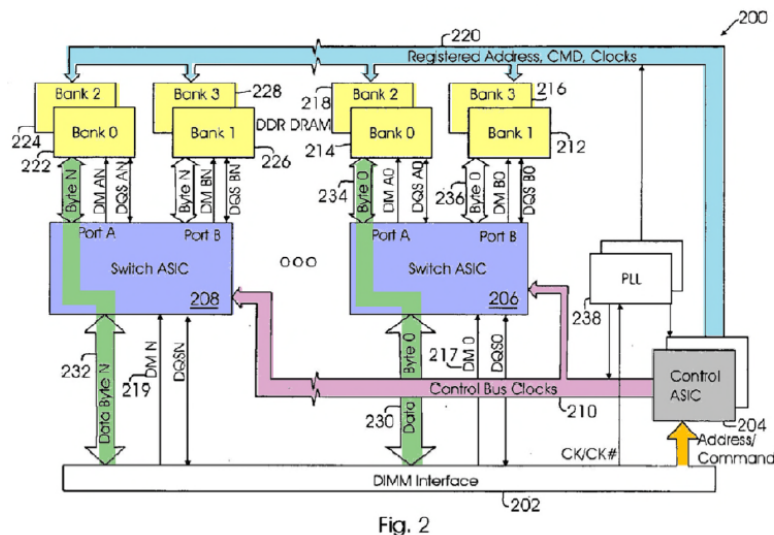 200
220
Registered Address, CMD, Clocks
Bank 2
Bank 3
228
218
Bank 2
Bank 3
216
224
Bank 0
Bank 1
DDR DRAM
Bank 0
Bank 1
222
226
214
212
Byte N
DM AN
DQS AN
Byte N
DM BN
DQS BN
234
Byte 0
DM A0
DQS A0
236
Byte 0
DM B0
DQS B0
Port A
Port B
Port A
Port B
Switch ASIC
208
ooo
Switch ASIC
206
PLL
238
232
Data Byte N
219
DM N
DQSN
230
Data Byte 0
217
DM 0
DQS0
Control Bus Clocks
210
Control
ASIC
204
Address/
Command
CK/CK#
DIMM Interface
202
Fig. 2